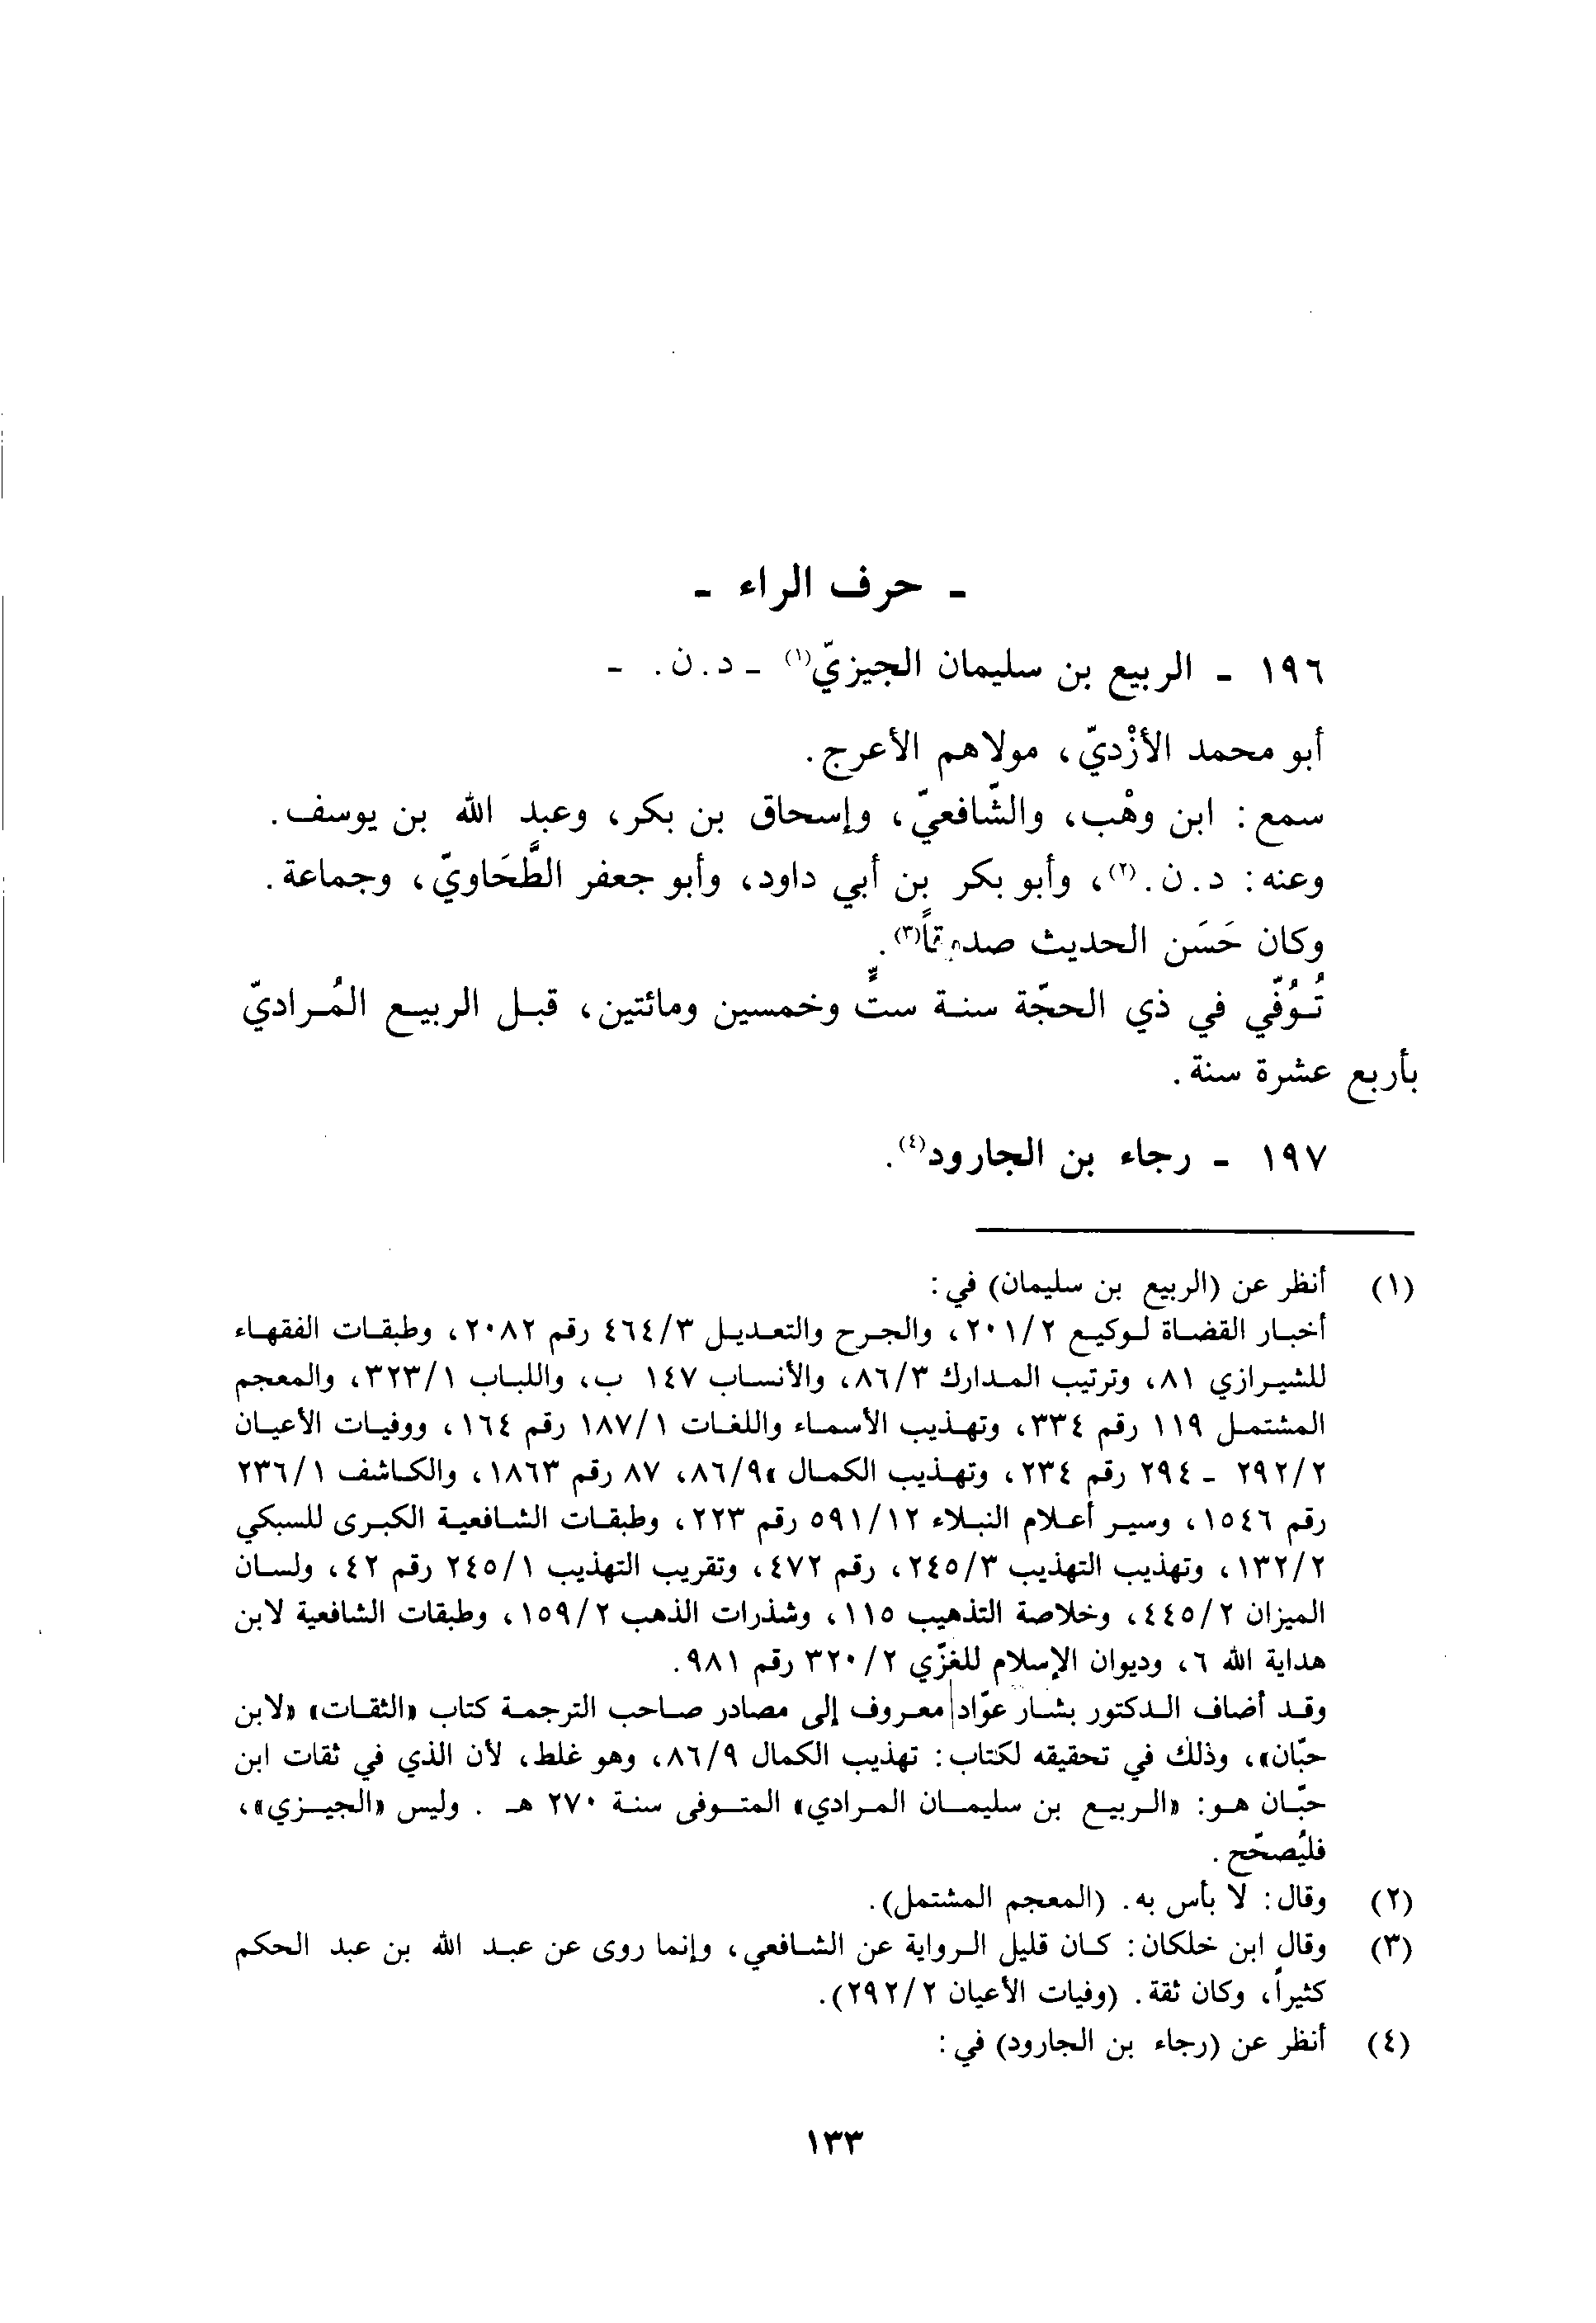 ـ حرف الراء ـ
١٩٦ ـ الربيع بن سليمان الجيزيّ(١) ـ د.ن. ـ
أبو محمد الأزْديّ، مولاهم الأعرج.
سمع: ابن وهْب، والشّافعيّ، وإسحاق بن بكر، وعبد الله بن يوسف.
وعنه: د.ن.(٢)، وأبو بكر بن أبي داود، وأبو جعفر الطَّحَاويّ، وجماعة.
وكان حَسَن الحديث صدوقاً(٣).
تُوُفّي في ذي الحجّة سنة ستٍّ وخمسين ومائتين، قبل الربيع المُراديّ
بأربع عشرة سنة.
١٩٧ ـ رجاء بن الجارود(٤).
(١) أنظر عن (الربيع بن سليمان) في:
أخبار القضاة لوكيع ٢٠١/٢، والجرح والتعديل ٤٦٤/٣ رقم ٢٠٨٢، وطبقات الفقهاء
للشيرازي ٨١، وترتيب المدارك ٨٦/٣، والأنساب ١٤٧ ب، واللباب ٣٢٣/١، والمعجم
المشتمل ١١٩ رقم ٣٣٤، وتهذيب الأسماء واللغات ١٨٧/١ رقم ١٦٤، ووفيات الأعيان
٢٩٢/٢ ـ ٢٩٤ رقم ٢٣٤، وتهذيب الكمال» ٨٦/٩، ٨٧ رقم ١٨٦٣، والكاشف ٢٣٦/١
رقم ١٥٤٦، وسير أعلام النبلاء ٥٩١/١٢ رقم ٢٢٣، وطبقات الشافعية الكبرى للسبكي
١٣٢/٢، وتهذيب التهذيب ٢٤٥/٣، رقم ٤٧٢، وتقريب التهذيب ٢٤٥/١ رقم ٤٢، ولسان
الميزان ٤٤٥/٢، وخلاصة التذهيب ١١٥، وشذرات الذهب ١٥٩/٢، وطبقات الشافعية لابن
هداية الله ٦، وديوان الإسلام للغزّي ٣٢٠/٢ رقم ٩٨١.
وقد أضاف الدكتور بشار عوّاد معروف إلى مصادر صاحب الترجمة كتاب «الثقات» «لابن
حبّان»، وذلك في تحقيقه لكتاب: تهذيب الكمال ٨٦/٩، وهو غلط، لأن الذي في ثقات ابن
حبّان هو: «الربيع بن سليمان المرادي» المتوفى سنة ٢٧٠ هـ . وليس «الجيزي»،
فليُصحّح.
(٢) وقال: لا بأس به. (المعجم المشتمل).
(٣) وقال ابن خلكان: كان قليل الرواية عن الشافعي، وإنما روى عن عبد الله بن عبد الحكم
كثيراً، وكان ثقة. (وفيات الأعيان ٢٩٢/٢).
(٤) أنظر عن (رجاء بن الجارود) في:
١٣٣